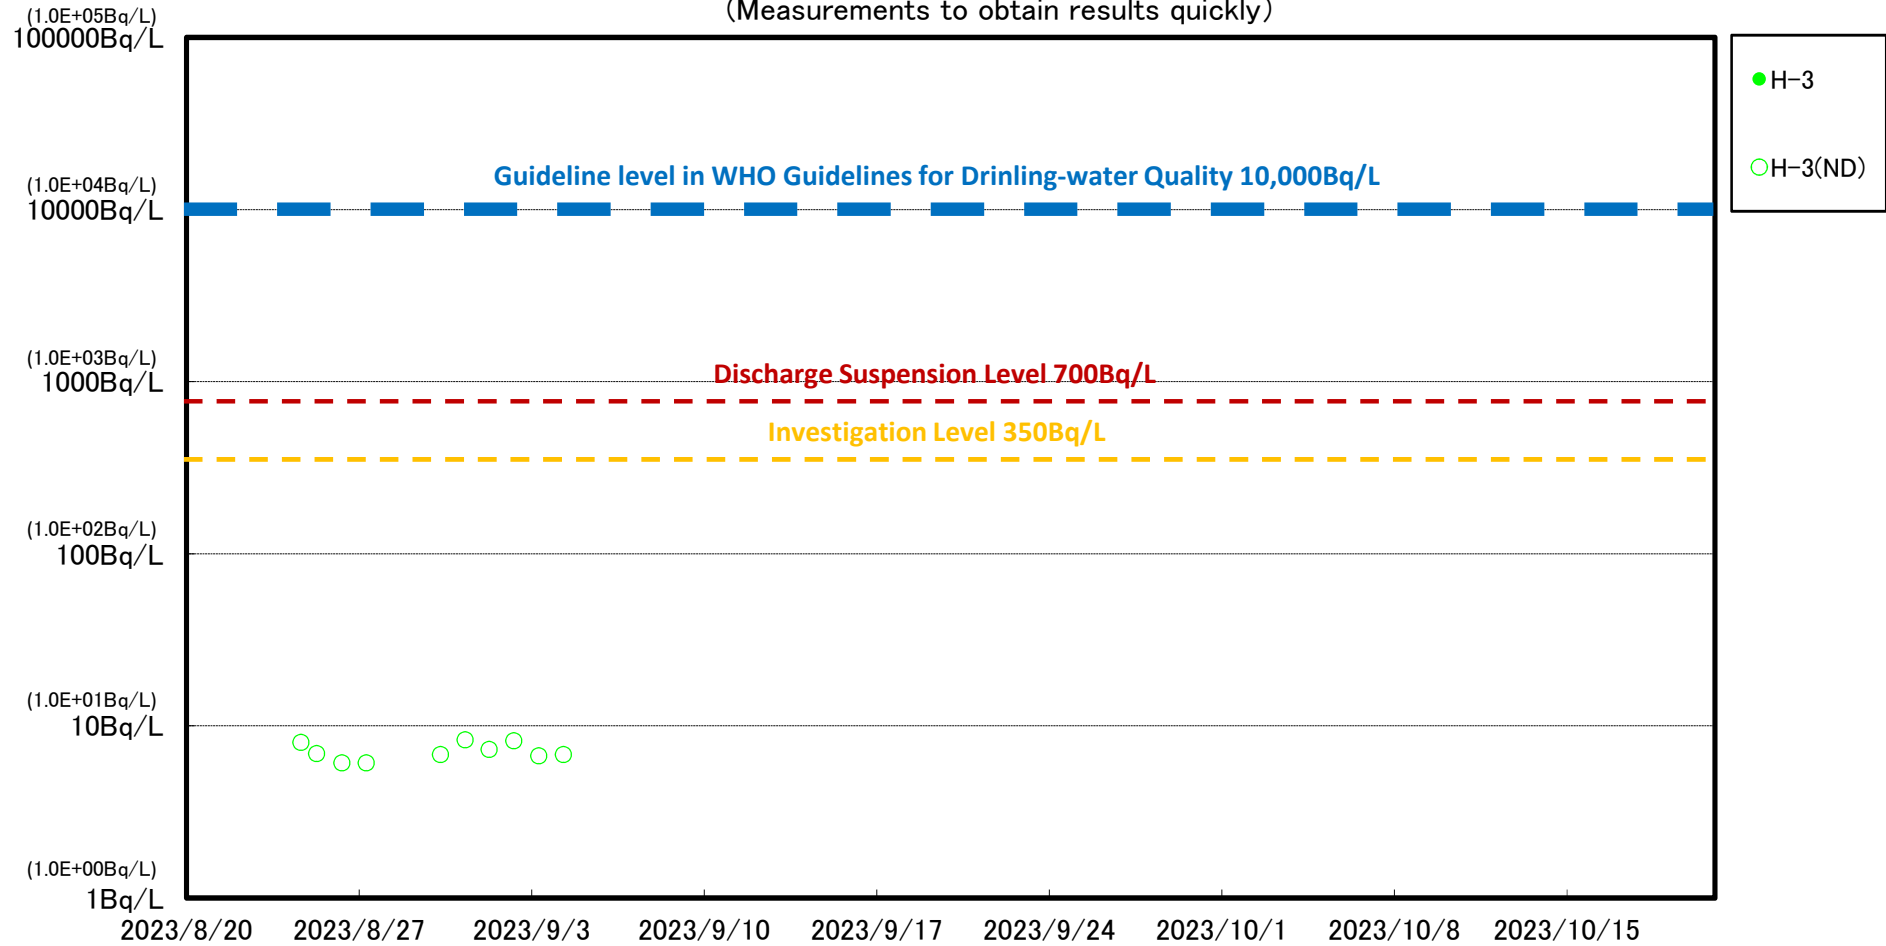 (Measurements to obtain results quickly)
(1.0E+05Bq/L)
100000Bq/L
H-3
H-3(ND)
Guideline level in WHO Guidelines for Drinling-water Quality 10,000Bq/L
(1.0E+04Bq/L)
10000Bq/L
(1.0E+03Bq/L)
1000Bq/L
Discharge Suspension Level 700Bq/L
Investigation Level 350Bq/L
(1.0E+02Bq/L)
100Bq/L
(1.0E+01Bq/L)
10Bq/L
(1.0E+00Bq/L)
1Bq/L
2023/8/20 2023/8/27 2023/9/3 2023/9/10 2023/9/17 2023/9/24 2023/10/1 2023/10/8 2023/10/15